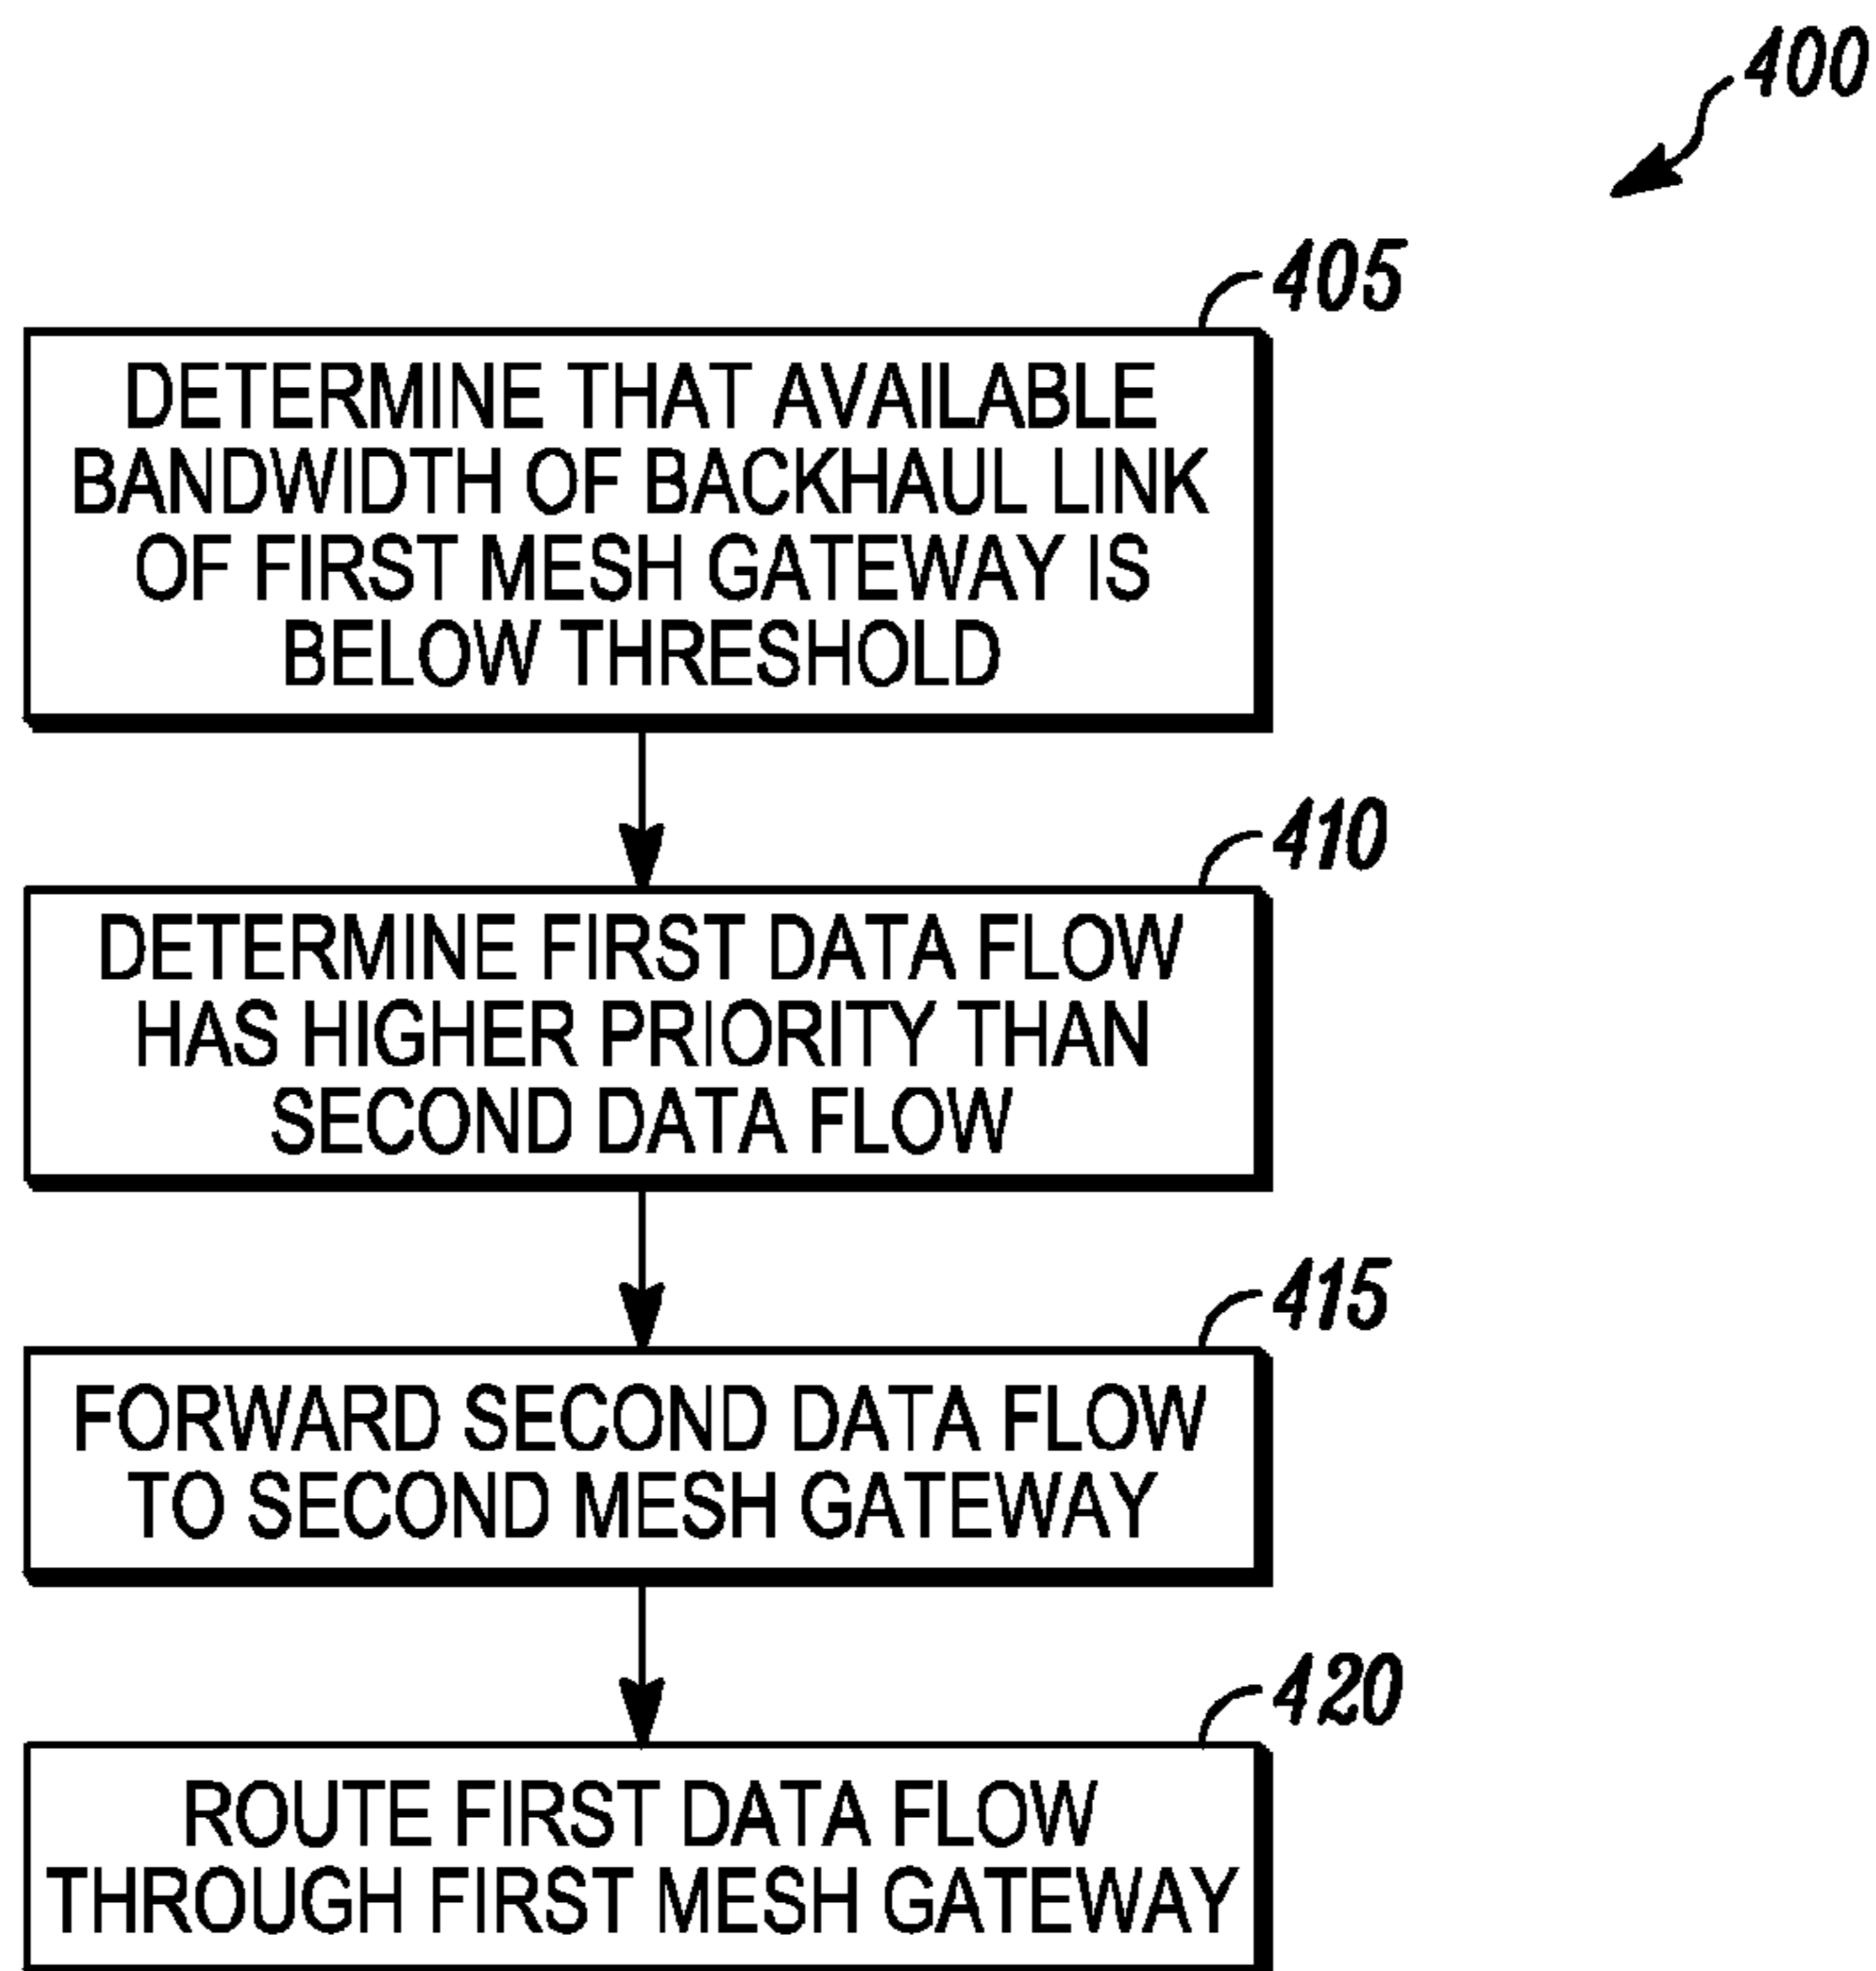 400
405
DETERMINE THAT AVAILABLE
BANDWIDTH OF BACKHAUL LINK
OF FIRST MESH GATEWAY IS
BELOW THRESHOLD
410
DETERMINE FIRST DATA FLOW
HAS HIGHER PRIORITY THAN
SECOND DATA FLOW
415
FORWARD SECOND DATA FLOW
TO SECOND MESH GATEWAY
420
ROUTE FIRST DATA FLOW
THROUGH FIRST MESH GATEWAY